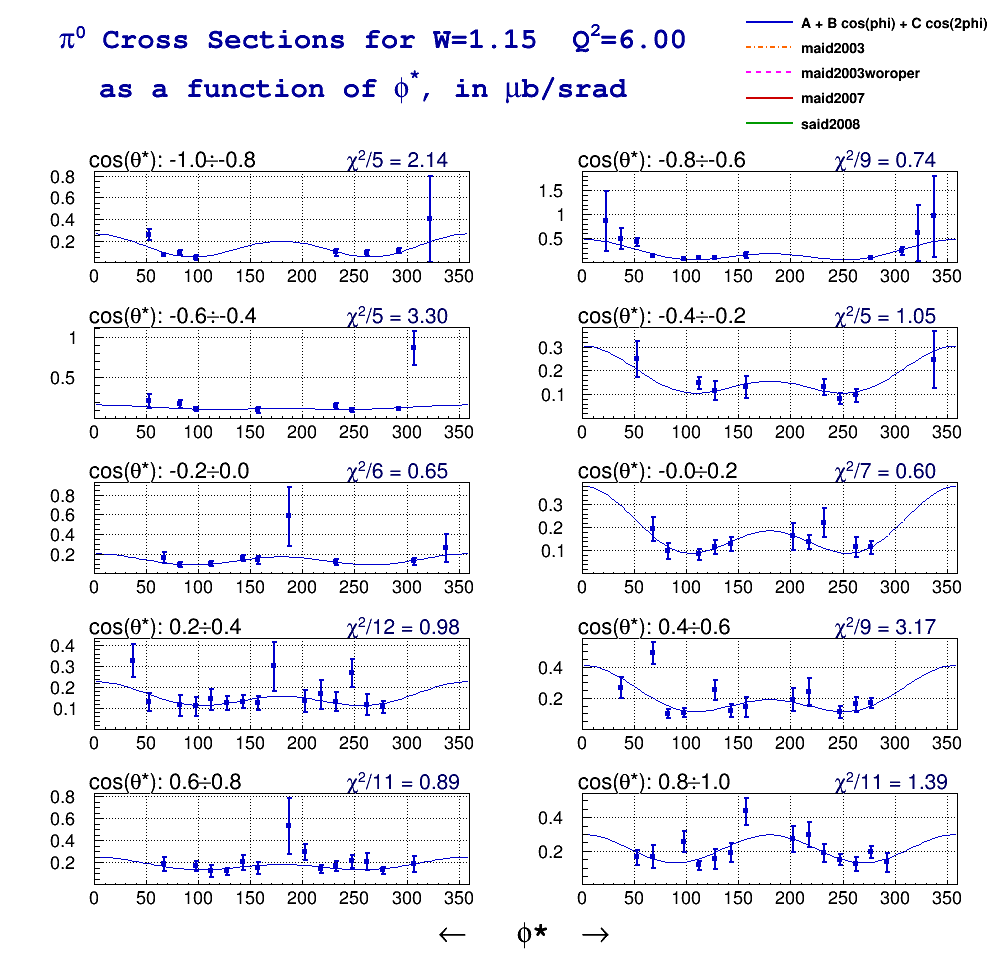 π⁰ Cross Sections for W=1.15 Q²=6.00
as a function of ϕ*, in μb/srad
A + B cos(phi) + C cos(2phi)
maid2003
maid2003woroper
maid2007
said2008
cos(θ*): -1.0÷-0.8 χ²/5 = 2.14
0.8
0.6
0.4
0.2
0 50 100 150 200 250 300 350
cos(θ*): -0.8÷-0.6 χ²/9 = 0.74
1.5
1
0.5
0 50 100 150 200 250 300 350
cos(θ*): -0.6÷-0.4 χ²/5 = 3.30
1
0.5
0 50 100 150 200 250 300 350
cos(θ*): -0.4÷-0.2 χ²/5 = 1.05
0.3
0.2
0.1
0 50 100 150 200 250 300 350
cos(θ*): -0.2÷0.0 χ²/6 = 0.65
0.8
0.6
0.4
0.2
0 50 100 150 200 250 300 350
cos(θ*): -0.0÷0.2 χ²/7 = 0.60
0.3
0.2
0.1
0 50 100 150 200 250 300 350
cos(θ*): 0.2÷0.4 χ²/12 = 0.98
0.4
0.3
0.2
0.1
0 50 100 150 200 250 300 350
cos(θ*): 0.4÷0.6 χ²/9 = 3.17
0.4
0.2
0 50 100 150 200 250 300 350
cos(θ*): 0.6÷0.8 χ²/11 = 0.89
0.8
0.6
0.4
0.2
0 50 100 150 200 250 300 350
cos(θ*): 0.8÷1.0 χ²/11 = 1.39
0.4
0.2
0 50 100 150 200 250 300 350
← ϕ* →